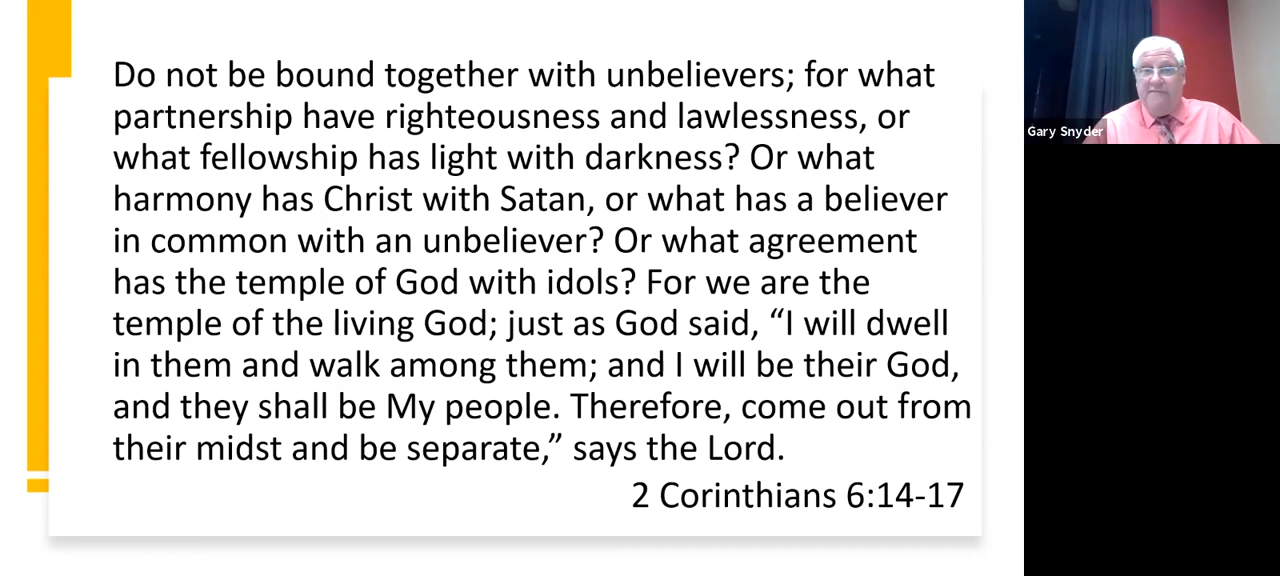 Do not be bound together with unbelievers; for what
partnership have righteousness and lawlessness, or
what fellowship has light with darkness? Or what
harmony has Christ with Satan, or what has a believer
in common with an unbeliever? Or what agreement
has the temple of God with idols? For we are the
temple of the living God; just as God said, “I will dwell
in them and walk among them; and I will be their God,
and they shall be My people. Therefore, come out from
their midst and be separate,” says the Lord.
2 Corinthians 6:14-17
Gary Snyder